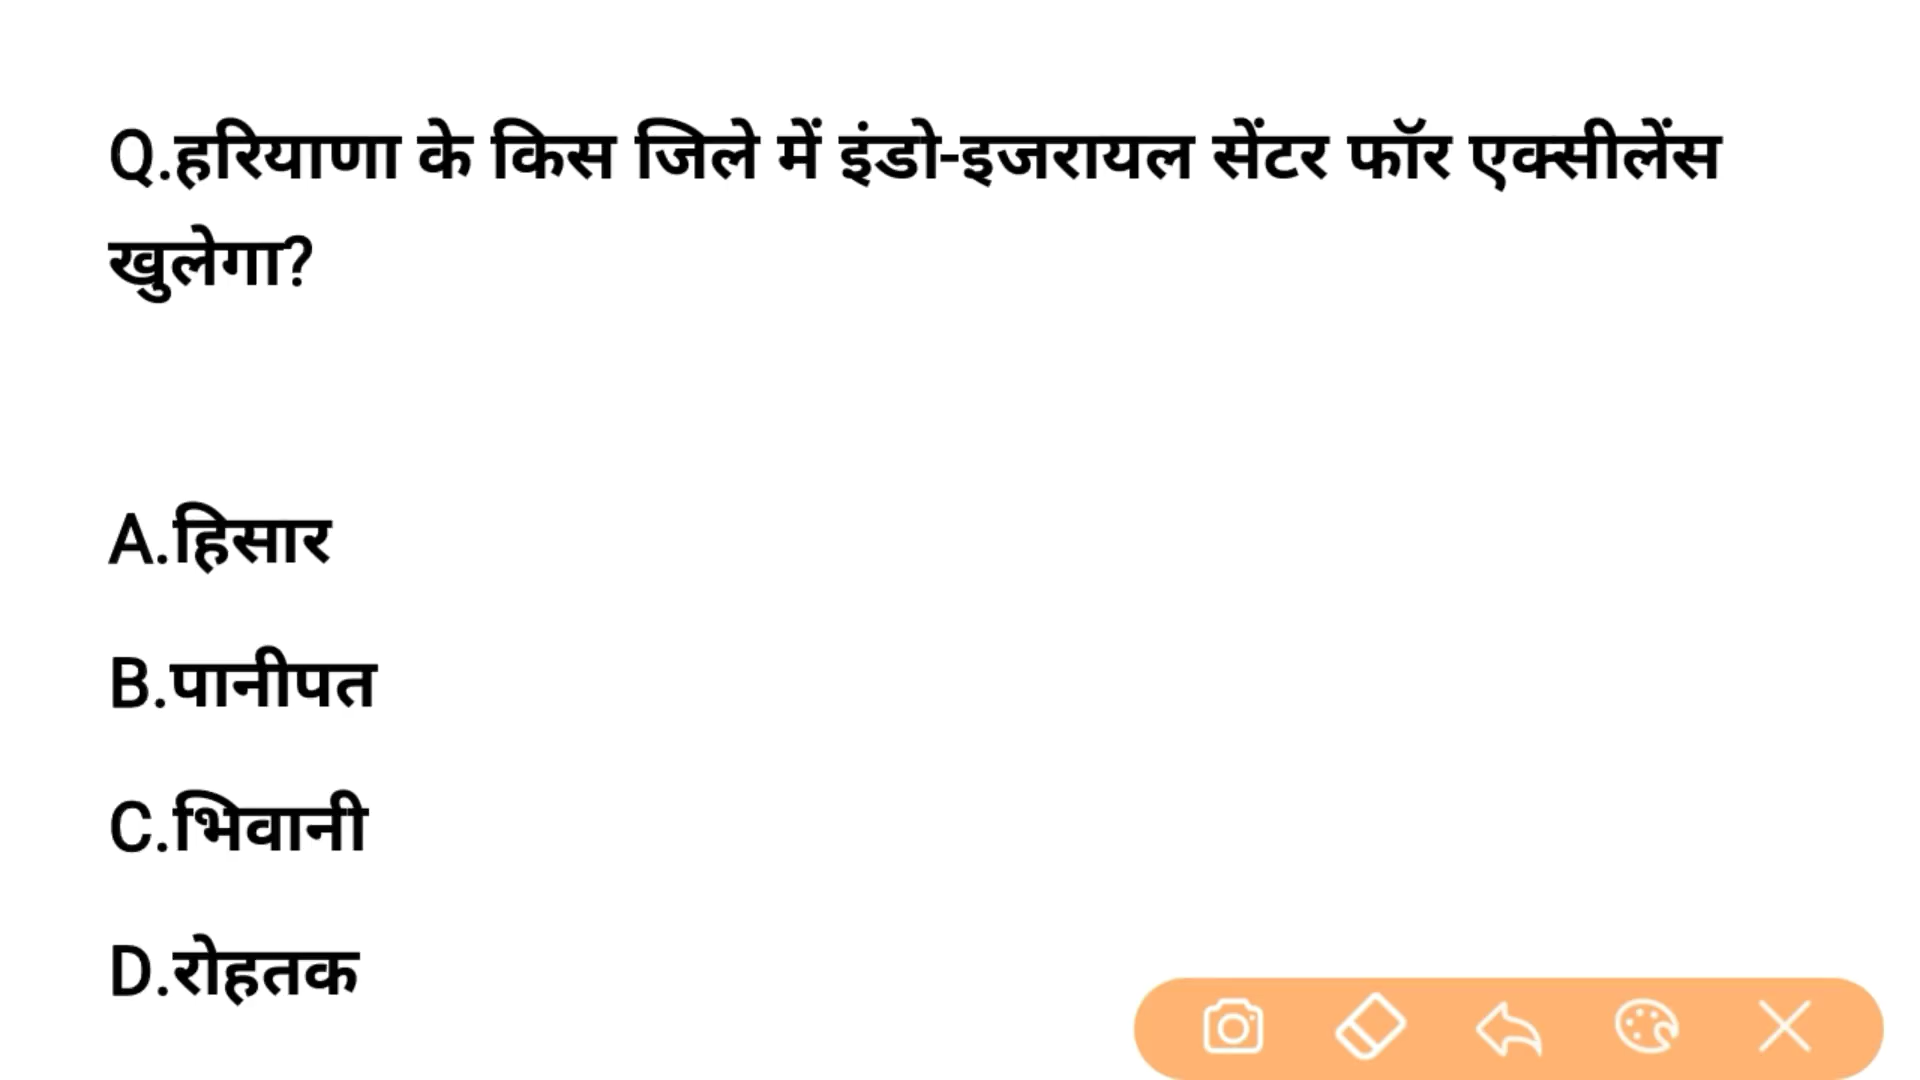 Q.हरियाणा के किस जिले में इंडो-इजरायल सेंटर फॉर एक्सीलेंस
खुलेगा?
A.हिसार
B.पानीपत
C.भिवानी
D.रोहतक